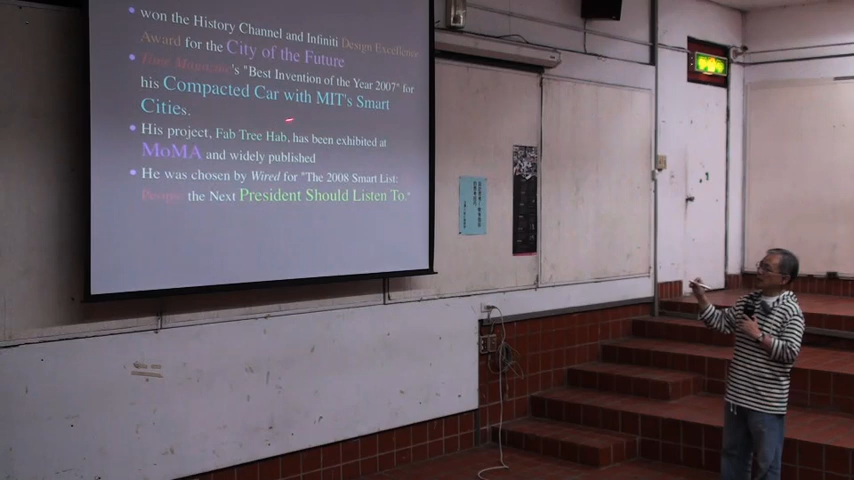 won the History Channel and Infiniti Design Excellence
Award for the City of the Future
Time Magazine's "Best Invention of the Year 2007" for
his Compacted Car with MIT's Smart
Cities.
His project, Fab Tree Hab, has been exhibited at
MoMA and widely published
He was chosen by Wired for "The 2008 Smart List:
People the Next President Should Listen To."